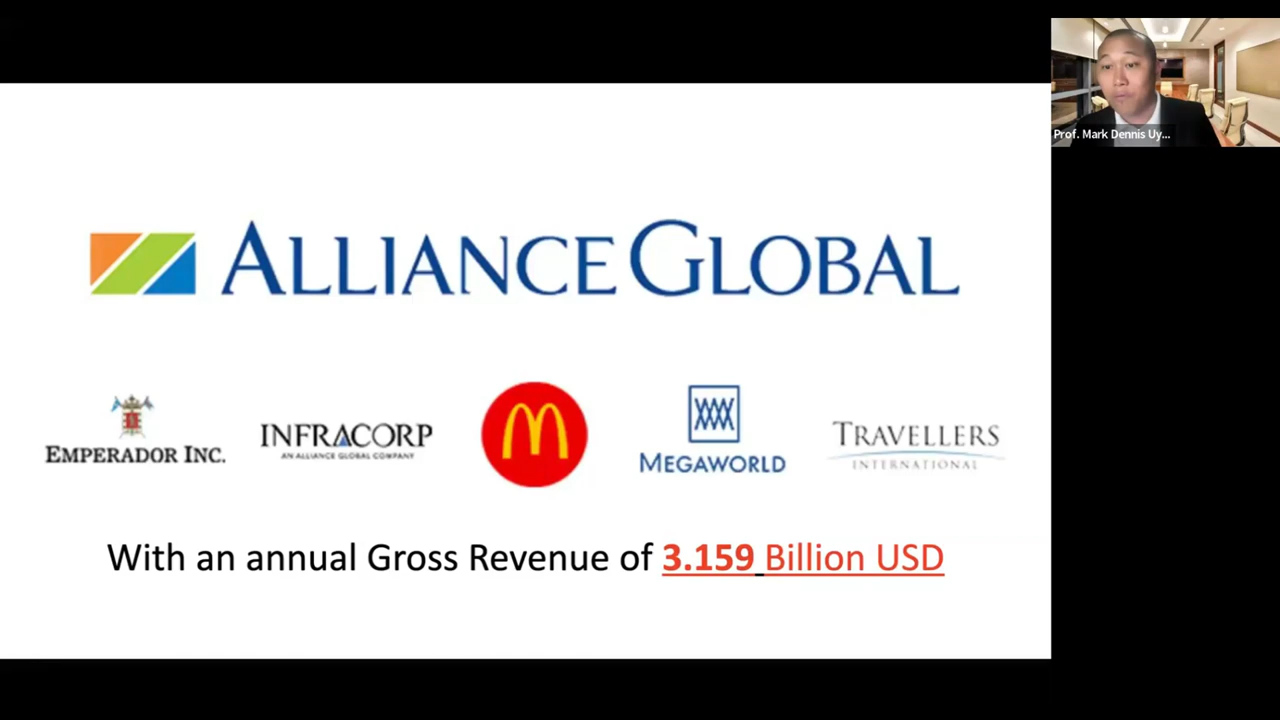 Prof. Mark Dennis Uy...
ALLIANCE GLOBAL
EMPERADOR INC.
INFRACORP
AN ALLIANCE GLOBAL COMPANY
MEGAWORLD
TRAVELLERS
INTERNATIONAL
With an annual Gross Revenue of 3.159 Billion USD